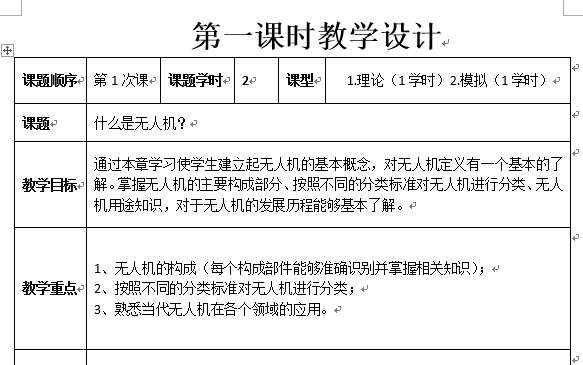 第一课时教学设计
课题顺序 第 1 次课 课题学时 2 课型 1.理论（1 学时）2.模拟（1 学时）
课题 什么是无人机？
通过本章学习使学生建立起无人机的基本概念，对无人机定义有一个基本的了
教学目标 解。掌握无人机的主要构成部分、按照不同的分类标准对无人机进行分类、无人
机用途知识，对于无人机的发展历程能够基本了解。
1、无人机的构成（每个构成部件能够准确识别并掌握相关知识）；
教学重点 2、按照不同的分类标准对无人机进行分类；
3、熟悉当代无人机在各个领域的应用。